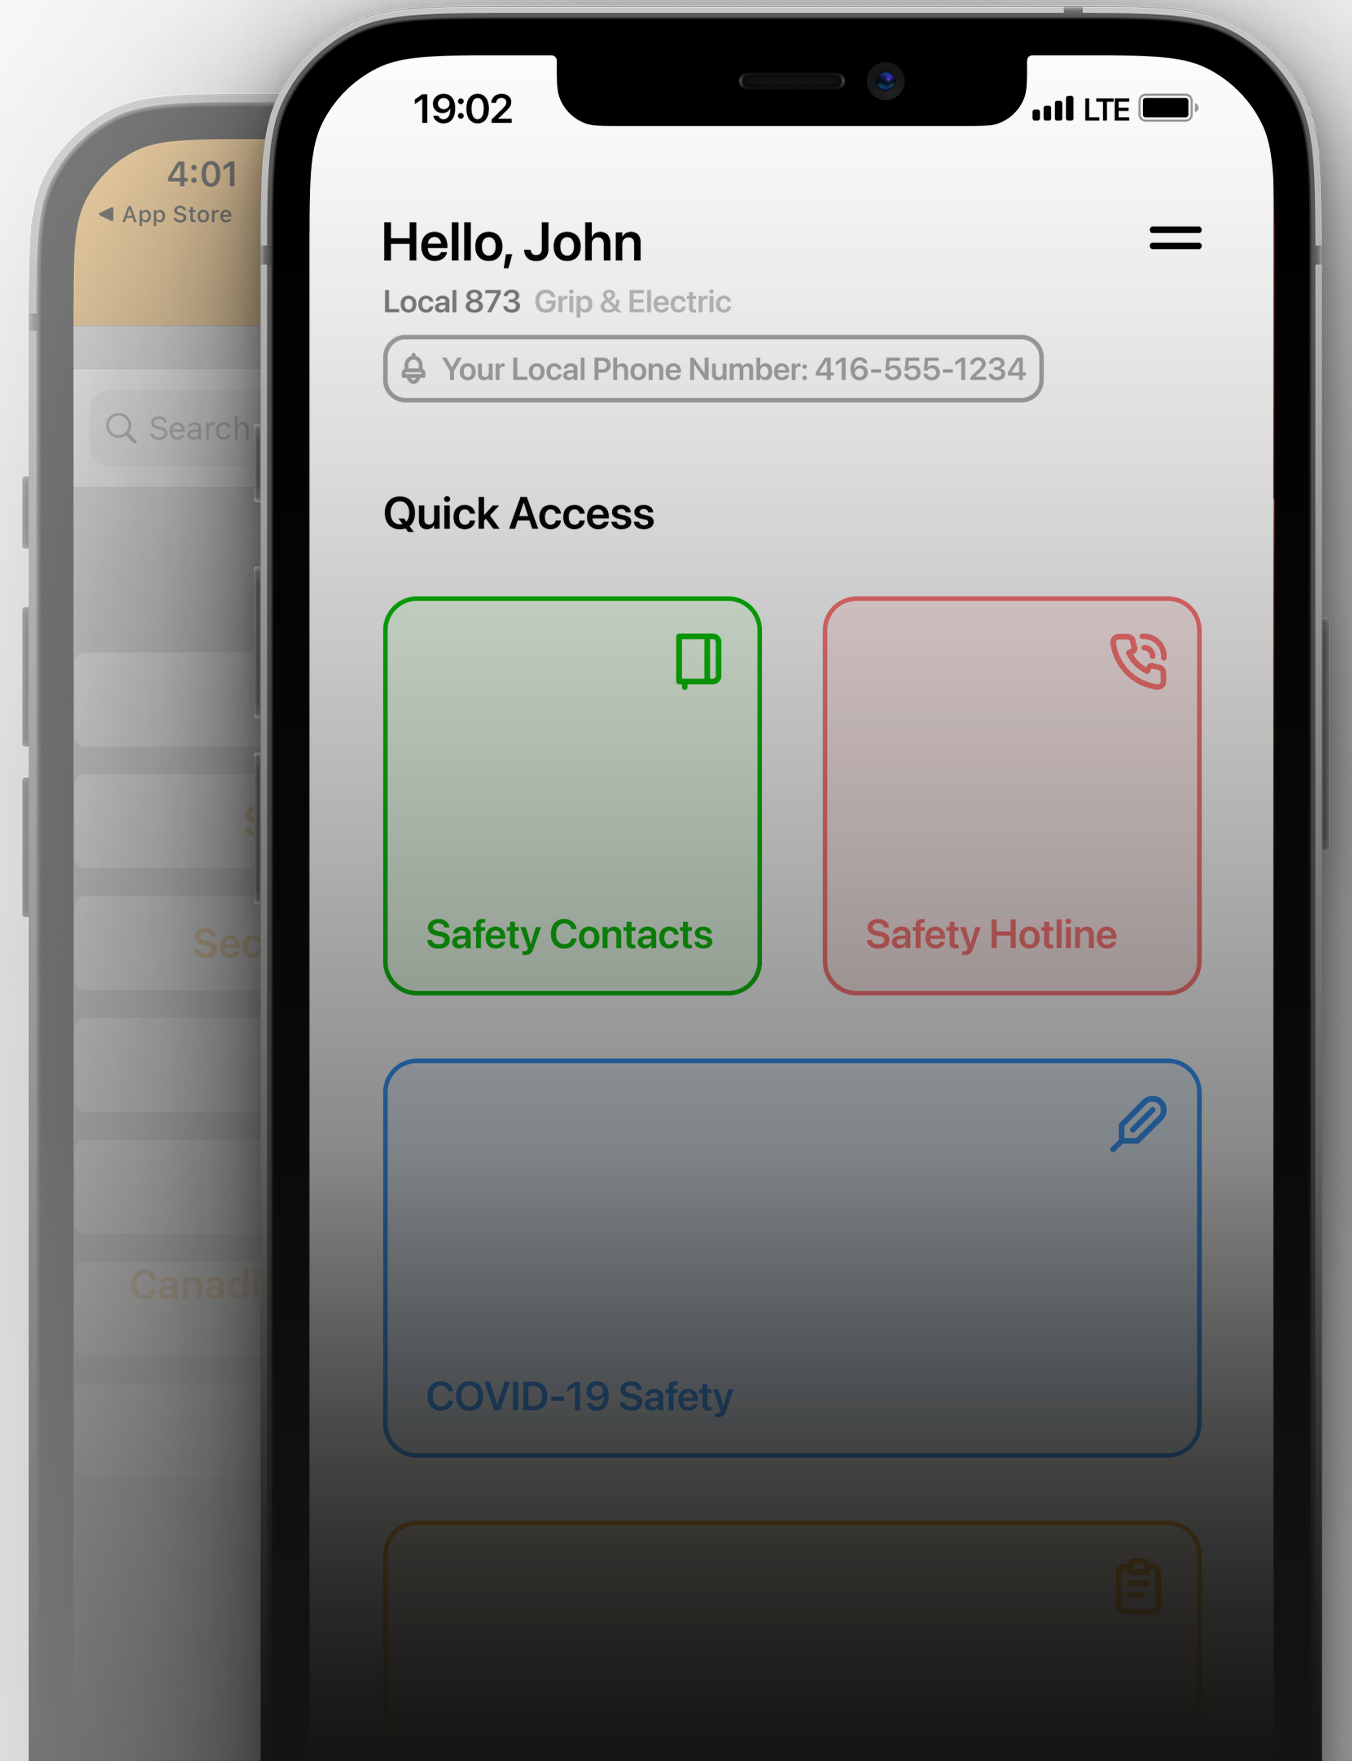 4:01
◀ App Store
Search
Sec
Canadi
19:02
LTE
Hello, John
Local 873 Grip & Electric
Your Local Phone Number: 416-555-1234
Quick Access
Safety Contacts
Safety Hotline
COVID-19 Safety